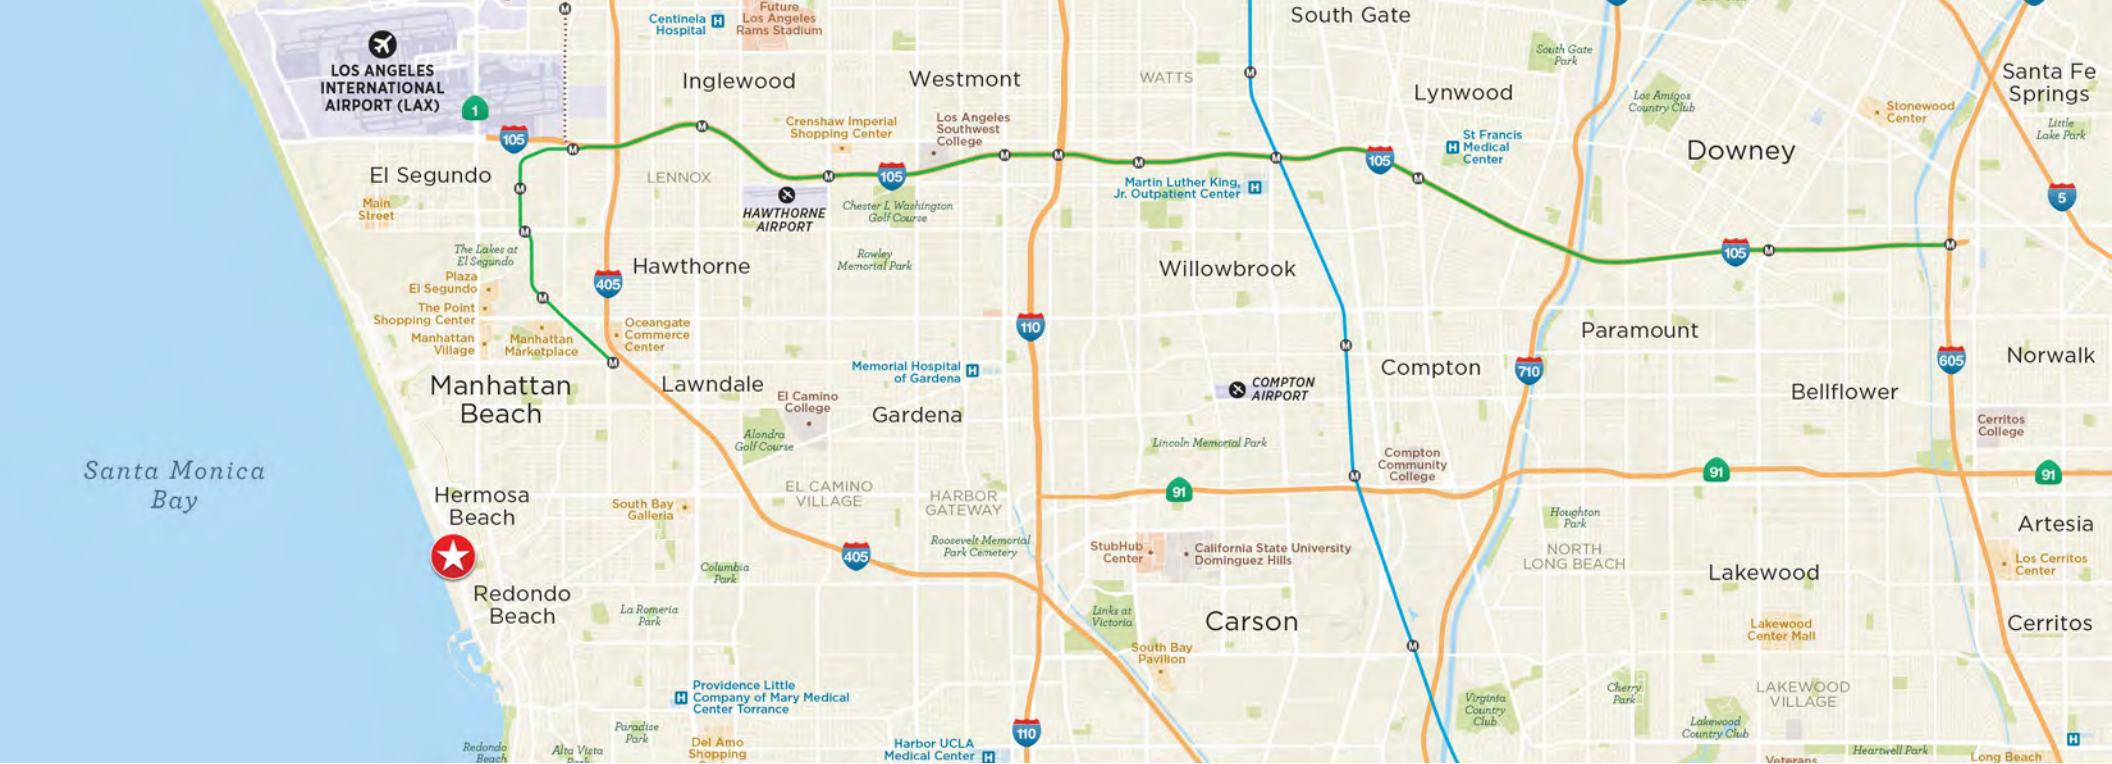 Centinela
Hospital
H
Future
Los Angeles
Rams Stadium
South Gate
LOS ANGELES
INTERNATIONAL
AIRPORT (LAX)
1
105
Inglewood
Westmont
WATTS
South Gate
Park
Lynwood
Los Amigos
Country Club
Stonewood
Center
Santa Fe
Springs
Little
Lake Park
El Segundo
Main
Street
LENNOX
Crenshaw Imperial
Shopping Center
Los Angeles
Southwest
College
105
HAWTHORNE
AIRPORT
Chester L Washington
Golf Course
Martin Luther King,
Jr. Outpatient Center
H
105
H
St Francis
Medical
Center
Downey
5
The Lakes at
El Segundo
Plaza
El Segundo
The Point
Shopping Center
Manhattan
Village
Manhattan
Marketplace
405
Hawthorne
Oceangate
Commerce
Center
Rowley
Memorial Park
110
Willowbrook
105
Paramount
605
Norwalk
Manhattan
Beach
Lawndale
El Camino
College
Memorial Hospital
of Gardena
H
Gardena
COMPTON
AIRPORT
Compton
710
Bellflower
Cerritos
College
Alondra
Golf Course
Lincoln Memorial Park
Compton
Community
College
91
91
91
Santa Monica
Bay
Hermosa
Beach
South Bay
Galleria
EL CAMINO
VILLAGE
HARBOR
GATEWAY
Houghton
Park
Artesia
405
Roosevelt Memorial
Park Cemetery
StubHub
Center
California State University
Dominguez Hills
NORTH
LONG BEACH
Los Cerritos
Center
Redondo
Beach
Columbia
Park
La Romeria
Park
Links at
Victoria
Carson
Lakewood
Lakewood
Center Mall
Cerritos
South Bay
Pavilion
H
Providence Little
Company of Mary Medical
Center Torrance
Virginia
Country
Club
Cherry
Park
LAKEWOOD
VILLAGE
Lakewood
Country Club
Paradise
Park
110
Redondo
Beach
Alta Vista
Del Amo
Shopping
Harbor UCLA
Medical Center
H
Veterans
Heartwell Park
Long Beach
H